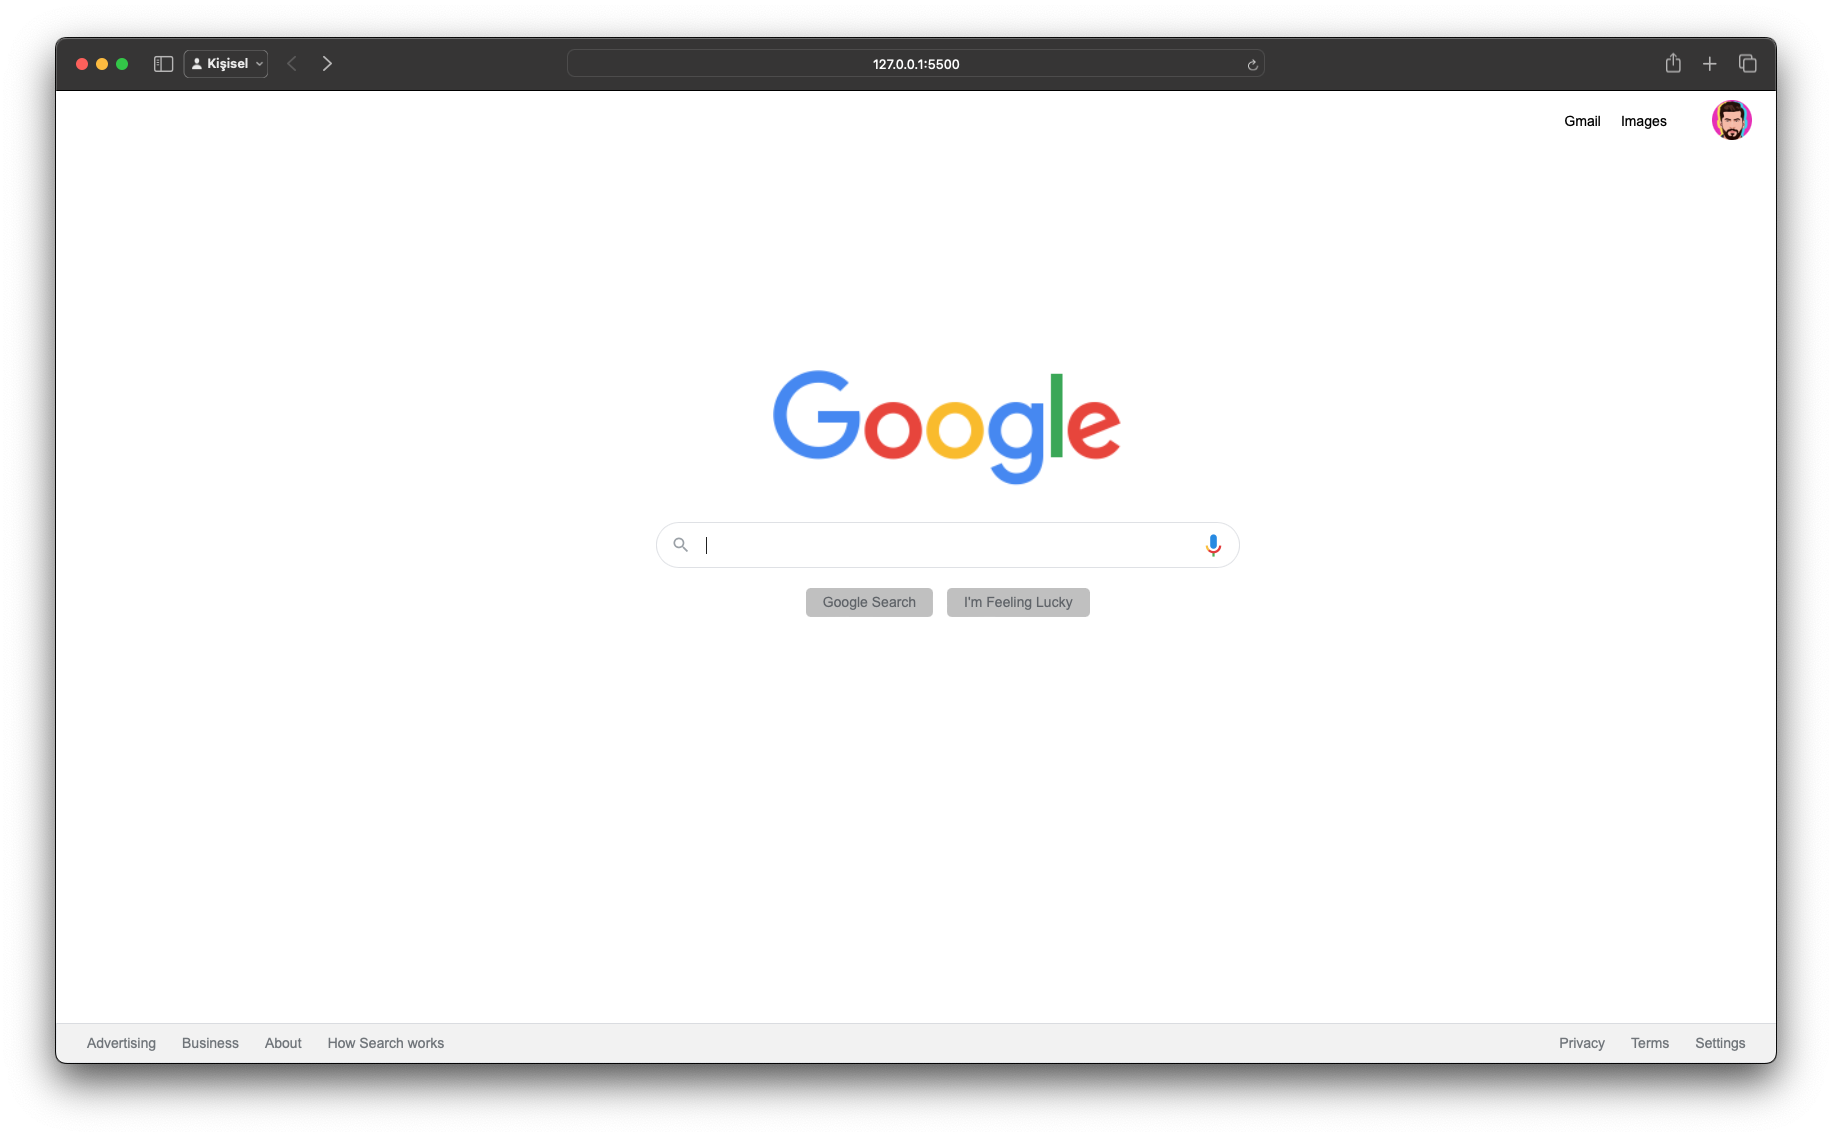 Kişisel
127.0.0.1:5500
Gmail Images
Google
Google Search I'm Feeling Lucky
Advertising Business About How Search works Privacy Terms Settings